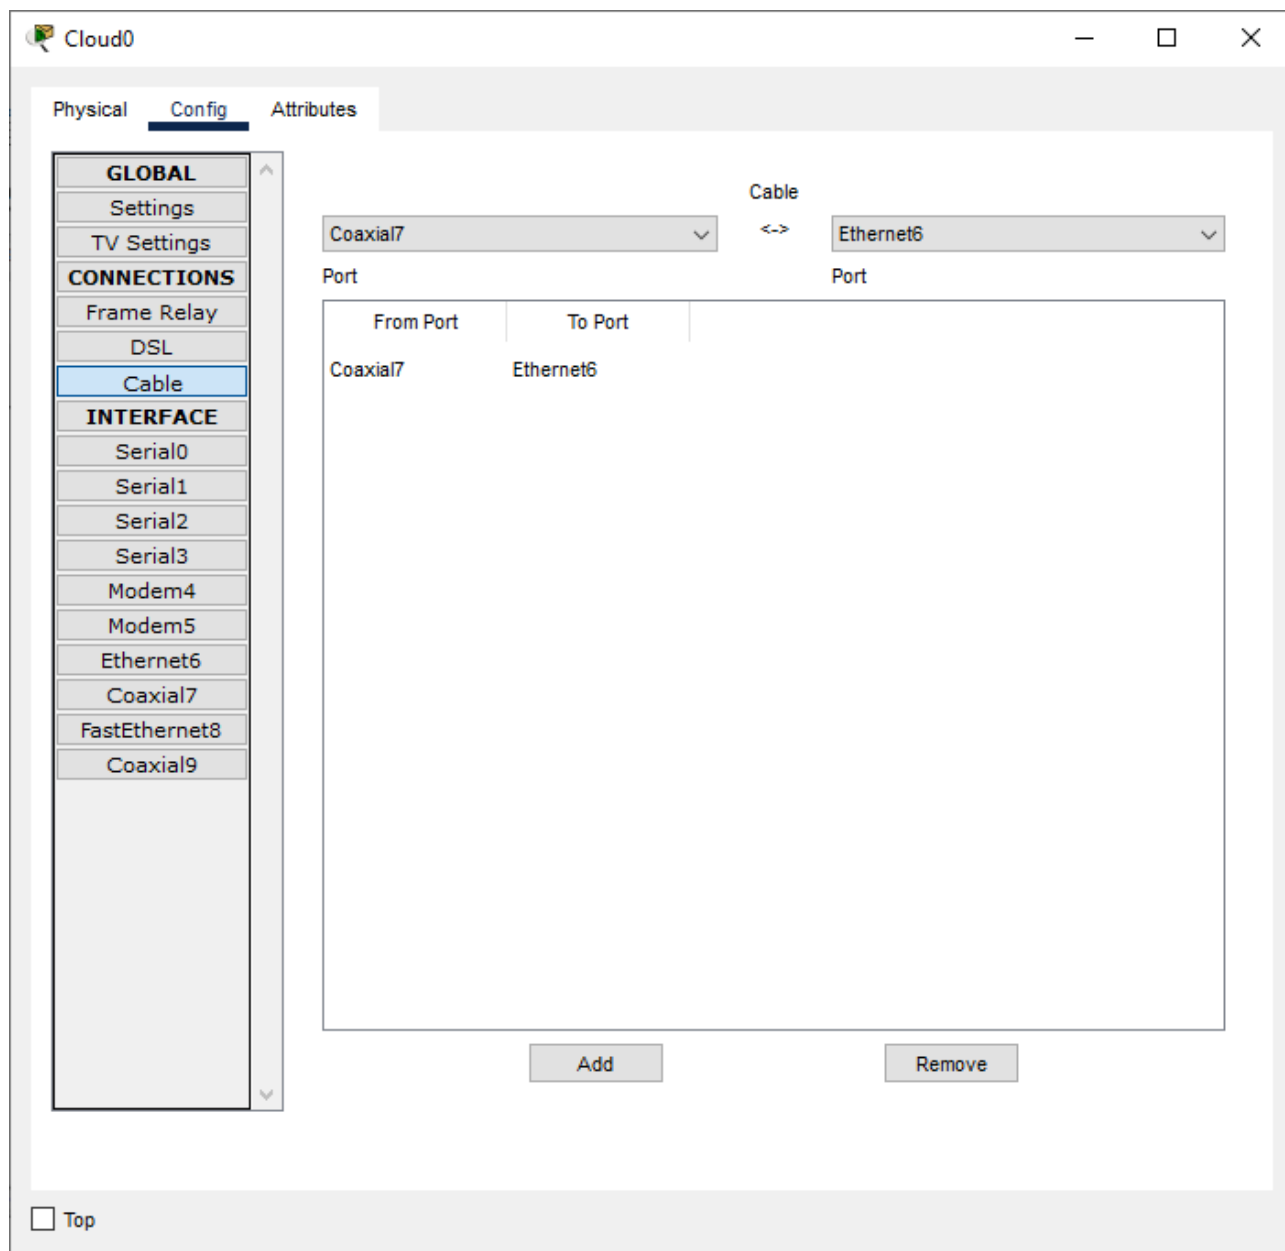 Cloud0
Physical Config Attributes
GLOBAL
Settings
TV Settings
CONNECTIONS
Frame Relay
DSL
Cable
INTERFACE
Serial0
Serial1
Serial2
Serial3
Modem4
Modem5
Ethernet6
Coaxial7
FastEthernet8
Coaxial9
Cable
Coaxial7 <-> Ethernet6
Port Port
From Port To Port
Coaxial7 Ethernet6
Add Remove
Top